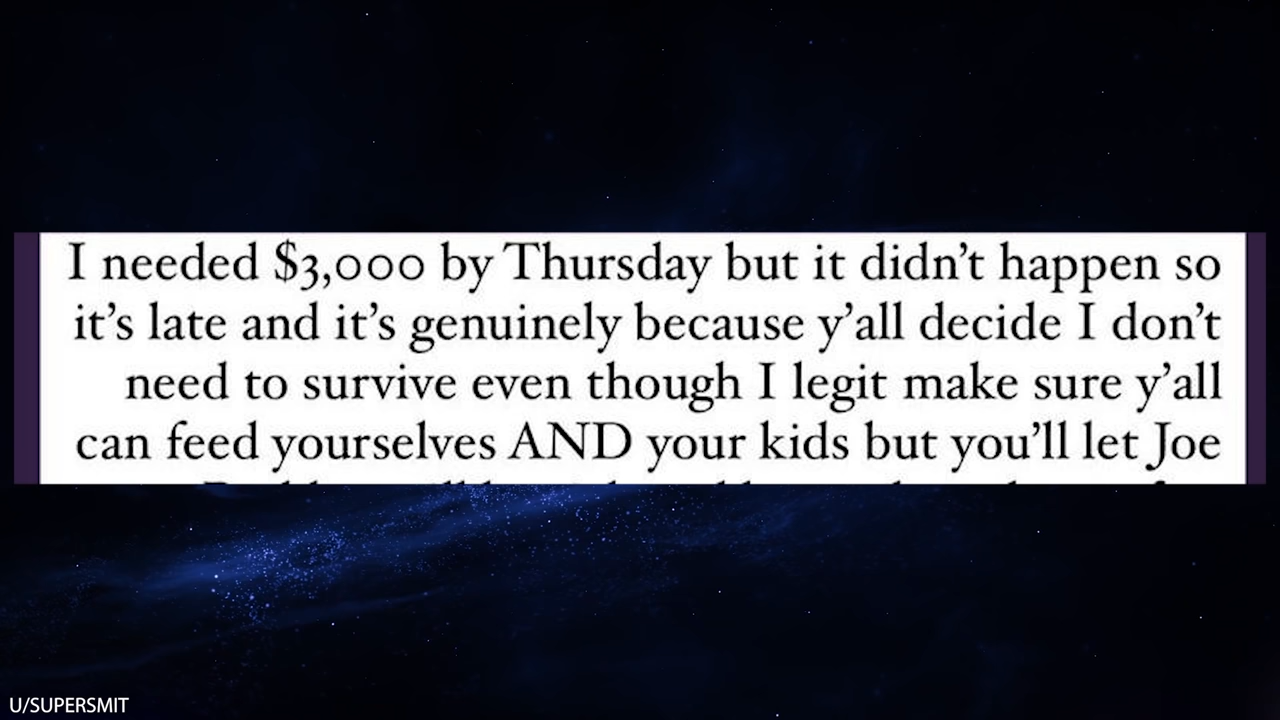 I needed $3,000 by Thursday but it didn’t happen so
it’s late and it’s genuinely because y’all decide I don’t
need to survive even though I legit make sure y’all
can feed yourselves AND your kids but you’ll let Joe
U/SUPERSMIT